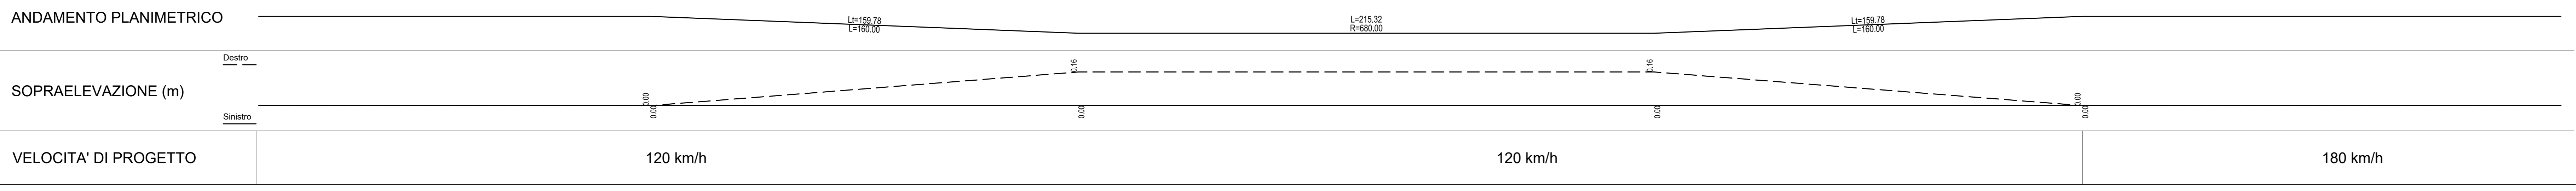 ANDAMENTO PLANIMETRICO
Lt=159.78
L=160.00
L=215.32
R=680,00
Lt=159.78
L=160.00
Destro
SOPRAELEVAZIONE (m)
Sinistro
0.00
0.00
0.16
0.00
0.16
0.00
0.00
0.00
VELOCITA' DI PROGETTO
120 km/h
120 km/h
180 km/h